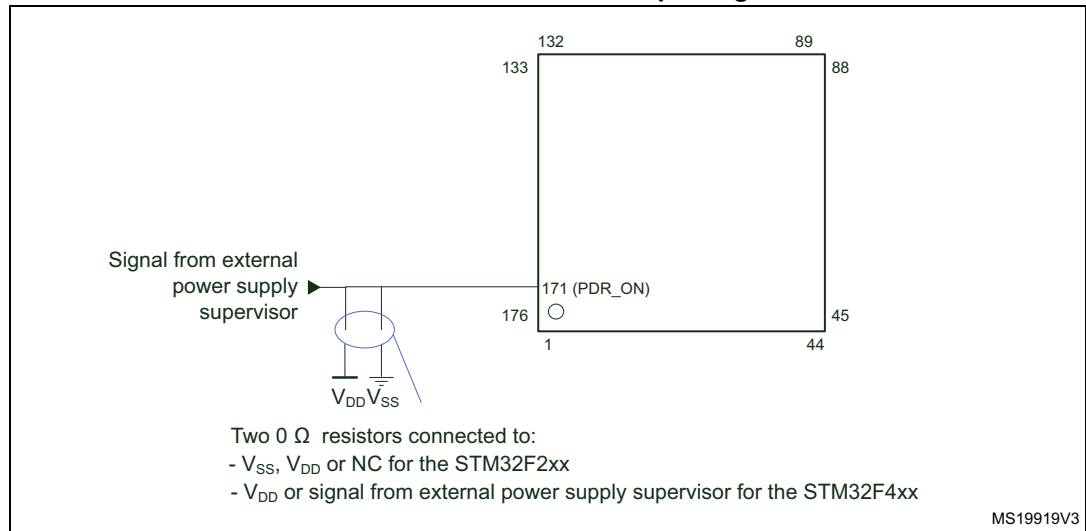 132
89
133
88
Signal from external
power supply
supervisor
171 (PDR_ON)
176
45
1
44
VDD VSS
Two 0 Ω resistors connected to:
- VSS, VDD or NC for the STM32F2xx
- VDD or signal from external power supply supervisor for the STM32F4xx
MS19919V3